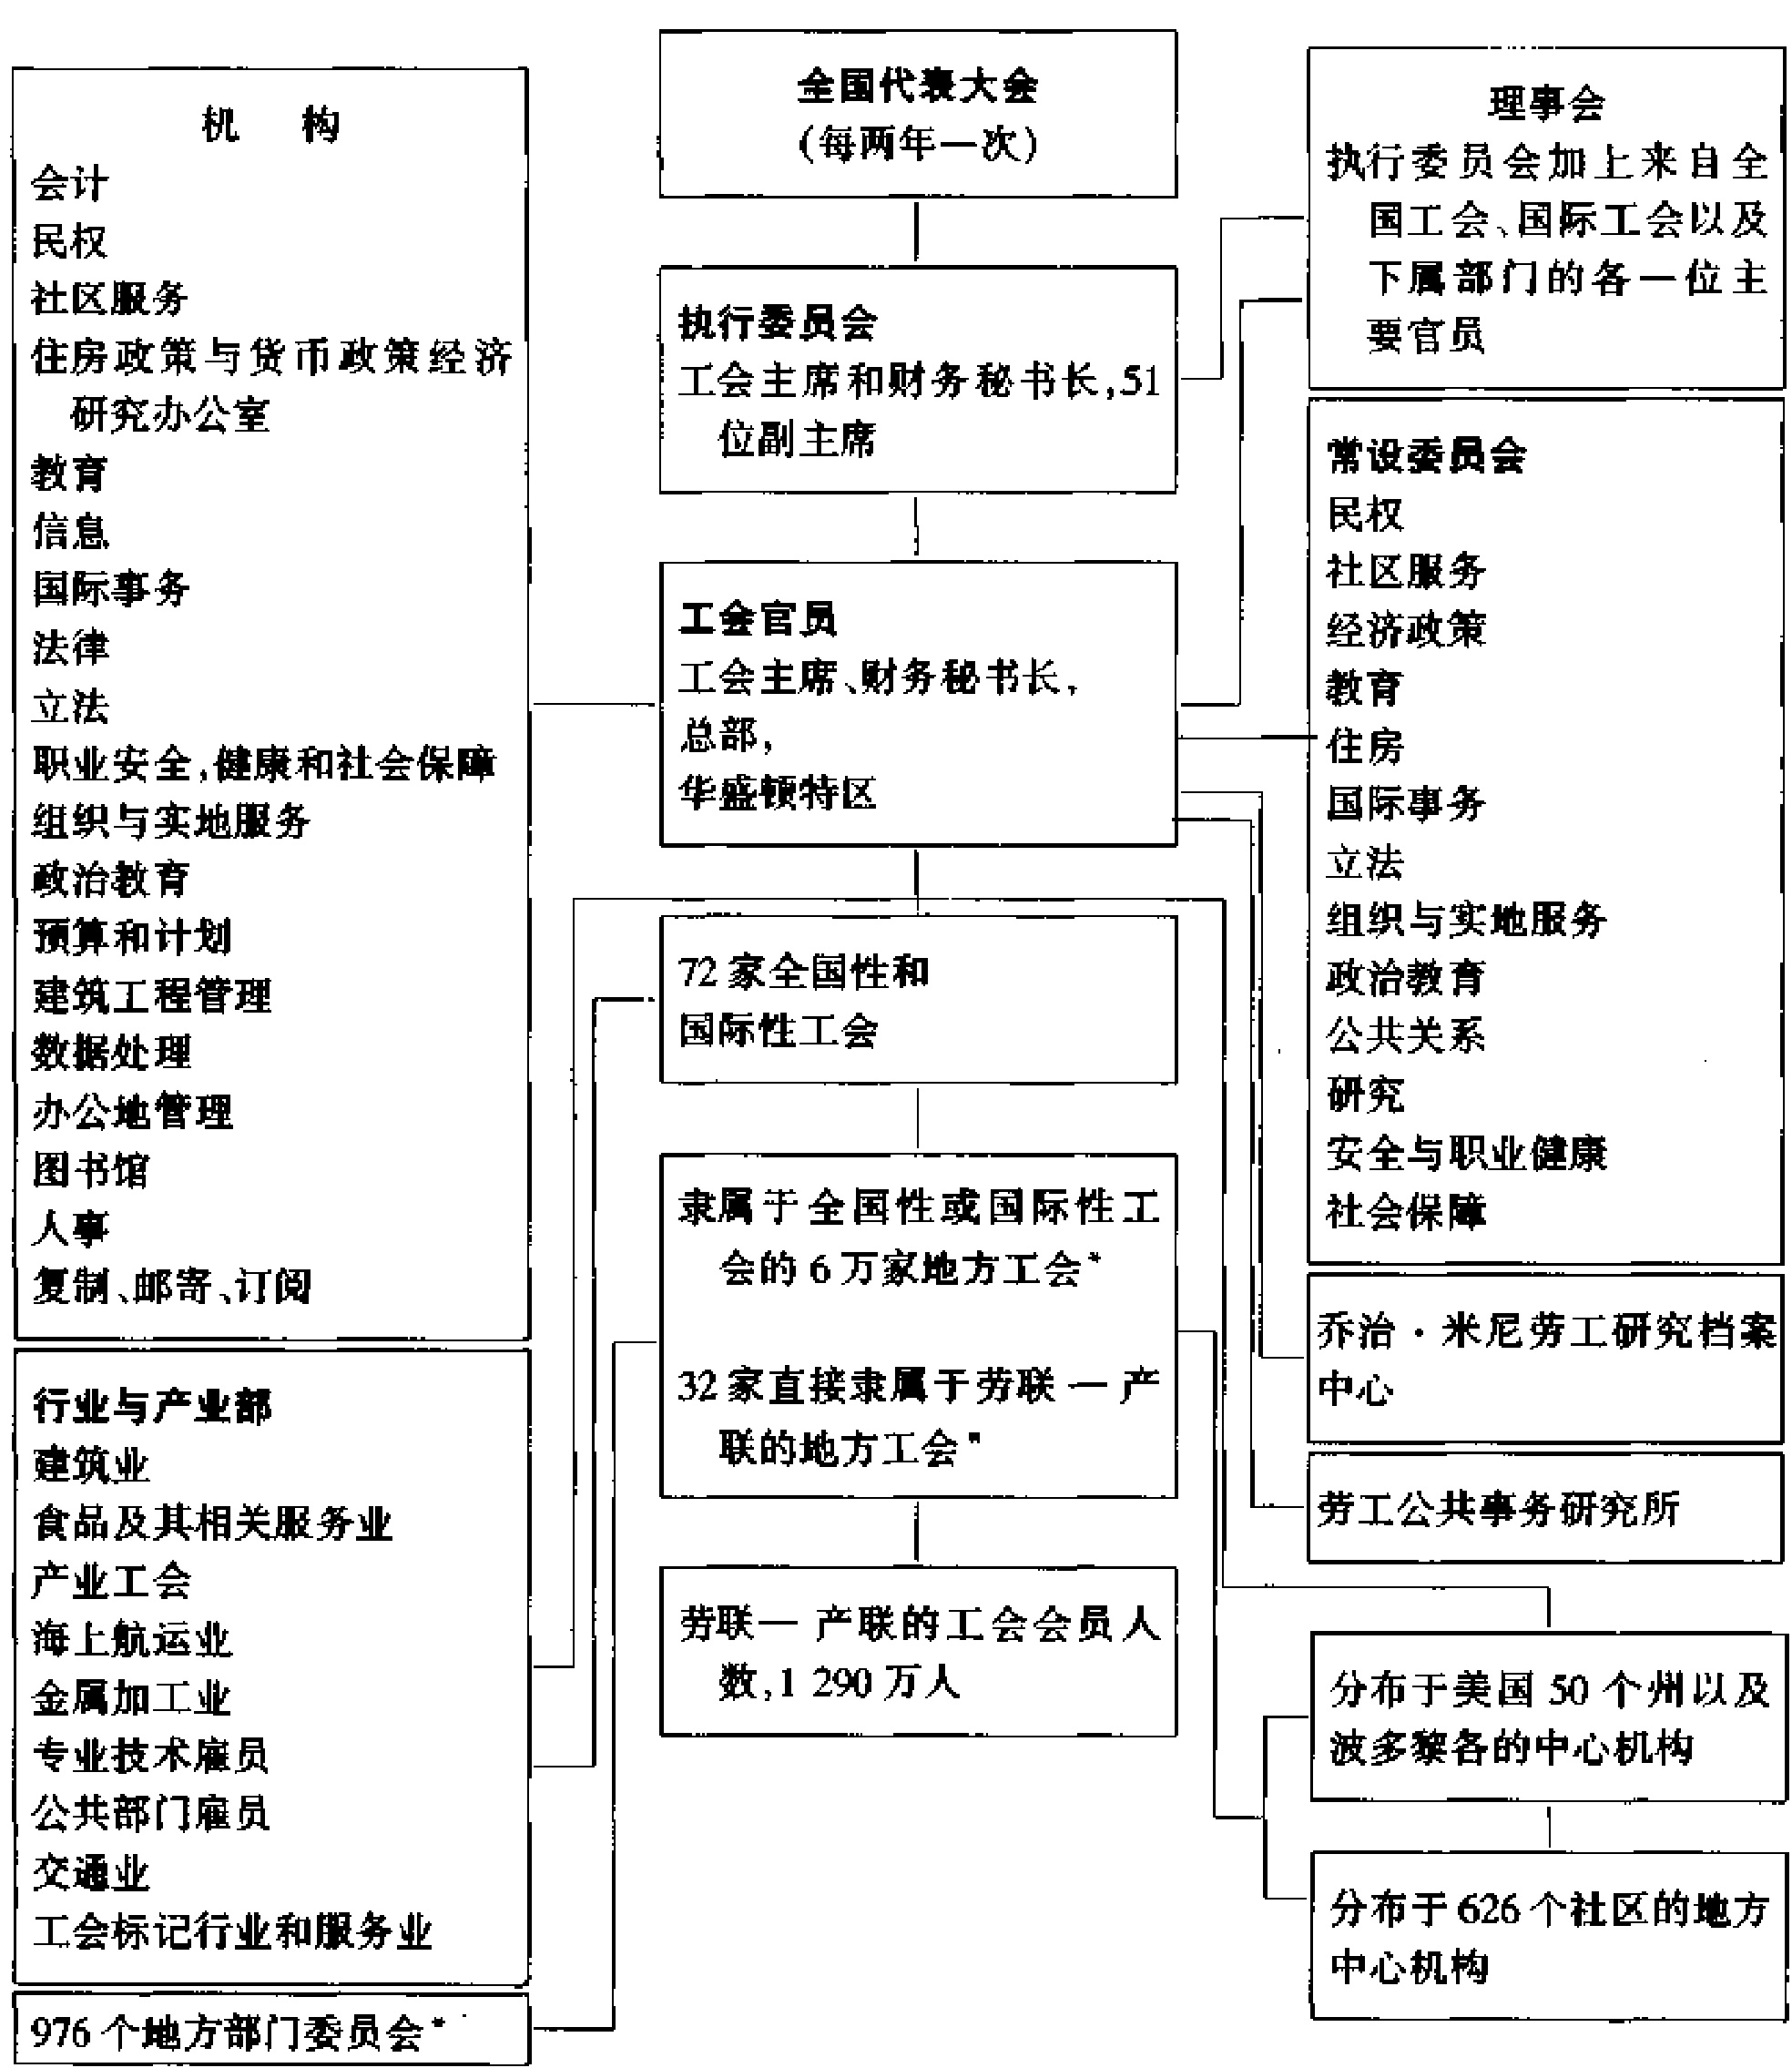 机 构
会计
民权
社区服务
住房政策与货币政策经济
研究办公室
教育
信息
国际事务
法律
立法
职业安全,健康和社会保障
组织与实地服务
政治教育
预算和计划
建筑工程管理
数据处理
办公地管理
图书馆
人事
复制、邮寄、订阅
行业与产业部
建筑业
食品及其相关服务业
产业工会
海上航运业
金属加工业
专业技术雇员
公共部门雇员
交通业
工会标记行业和服务业
976 个地方部门委员会*
全国代表大会
(每两年一次)
执行委员会
工会主席和财务秘书长,51
位副主席
工会官员
工会主席、财务秘书长,
总部,
华盛顿特区
72 家全国性和
国际性工会
隶属于全国性或国际性工
会的 6 万家地方工会*
32 家直接隶属于劳联一产
联的地方工会*
劳联一产联的工会会员人
数,1 290 万人
理事会
执行委员会加上来自全
国工会、国际工会以及
下属部门的各一位主
要官员
常设委员会
民权
社区服务
经济政策
教育
住房
国际事务
立法
组织与实地服务
政治教育
公共关系
研究
安全与职业健康
社会保障
乔治·米尼劳工研究档案
中心
劳工公共事务研究所
分布于美国 50 个州以及
波多黎各的中心机构
分布于 626 个社区的地方
中心机构